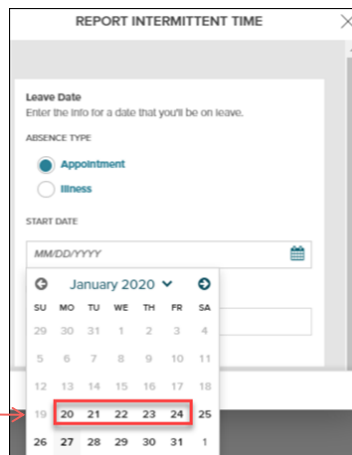 REPORT INTERMITTENT TIME
Leave Date
Enter the info for a date that you'll be on leave.
ABSENCE TYPE
Appointment
Illness
START DATE
MM/DD/YYYY
January 2020
SU MO TU WE TH FR SA
29 30 31 1 2 3 4
5 6 7 8 9 10 11
12 13 14 15 16 17 18
19 20 21 22 23 24 25
26 27 28 29 30 31 1